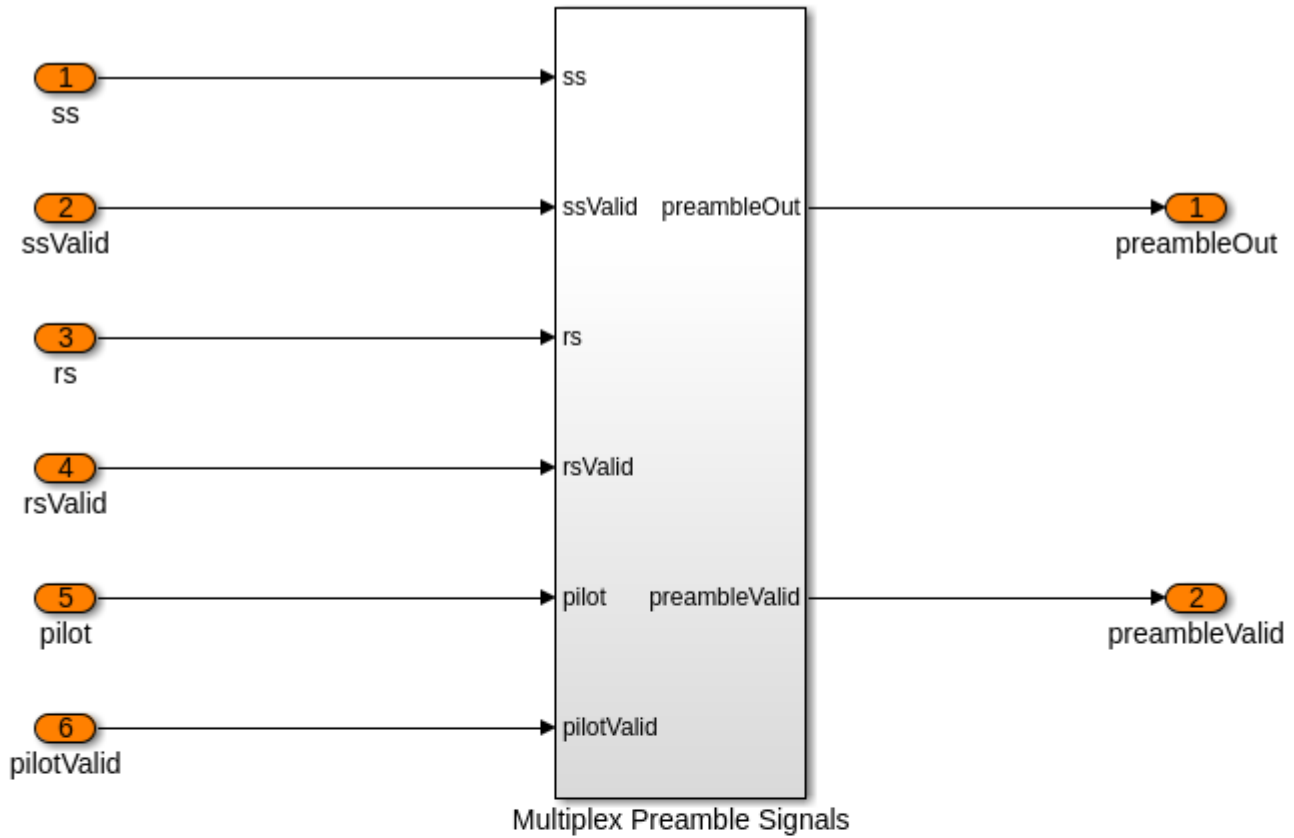 1
ss
ss
2
ssValid
ssValid
preambleOut
1
preambleOut
3
rs
rs
4
rsValid
rsValid
5
pilot
pilot
preambleValid
2
preambleValid
6
pilotValid
pilotValid
Multiplex Preamble Signals